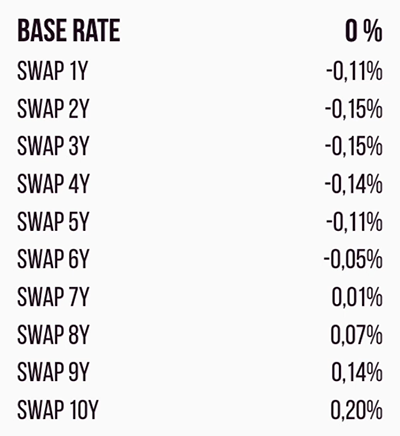 BASE RATE 0 %
SWAP 1Y -0,11%
SWAP 2Y -0,15%
SWAP 3Y -0,15%
SWAP 4Y -0,14%
SWAP 5Y -0,11%
SWAP 6Y -0,05%
SWAP 7Y 0,01%
SWAP 8Y 0,07%
SWAP 9Y 0,14%
SWAP 10Y 0,20%